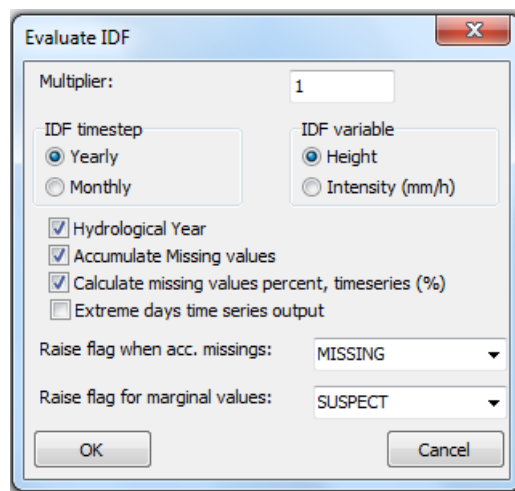 Evaluate IDF
Multiplier: 1
IDF timestep IDF variable
Yearly Height
Monthly Intensity (mm/h)
Hydrological Year
Accumulate Missing values
Calculate missing values percent, timeseries (%)
Extreme days time series output
Raise flag when acc. missings: MISSING
Raise flag for marginal values: SUSPECT
OK Cancel